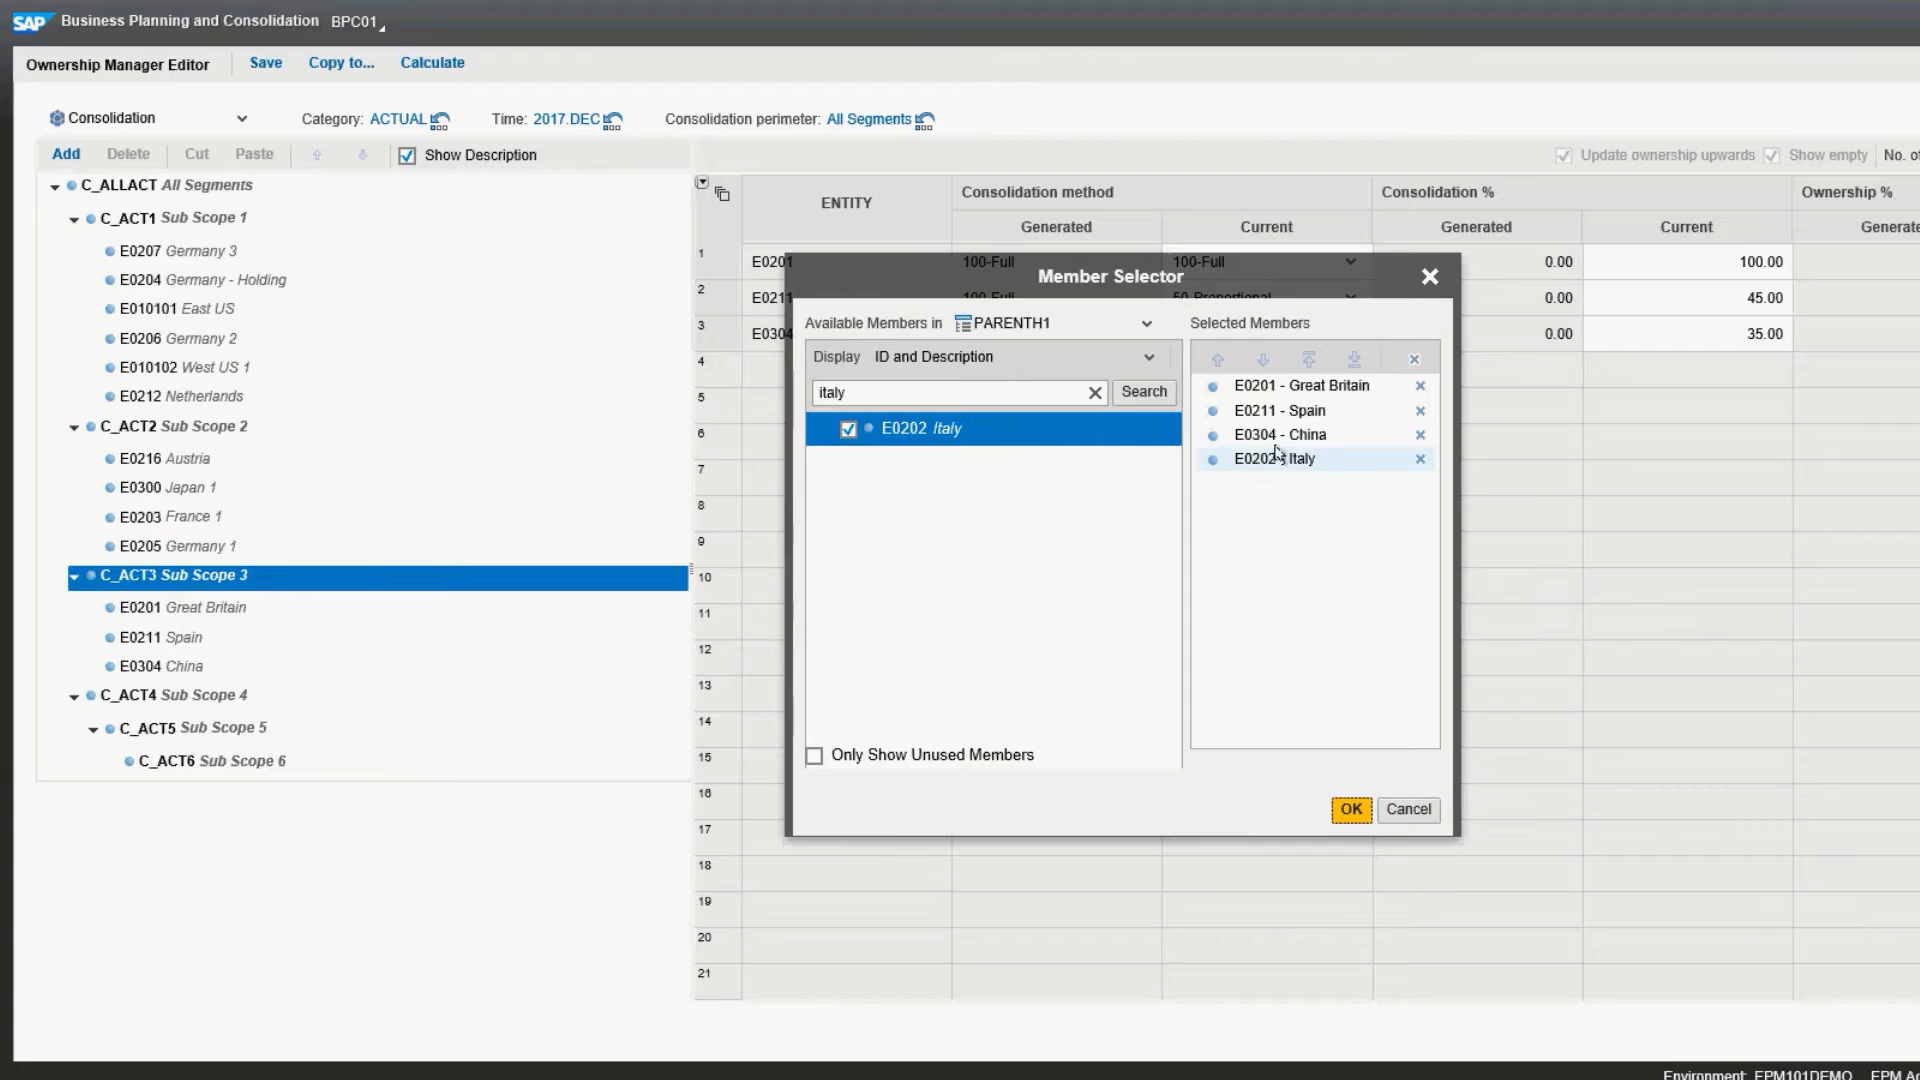 SAP Business Planning and Consolidation BPC01
Ownership Manager Editor Save Copy to... Calculate
Consolidation Category: ACTUAL Time: 2017.DEC Consolidation perimeter: All Segments
Add Delete Cut Paste Show Description Update ownership upwards Show empty No. of
C_ALLACT All Segments
C_ACT1 Sub Scope 1
E0207 Germany 3
E0204 Germany - Holding
E010101 East US
E0206 Germany 2
E010102 West US 1
E0212 Netherlands
C_ACT2 Sub Scope 2
E0216 Austria
E0300 Japan 1
E0203 France 1
E0205 Germany 1
C_ACT3 Sub Scope 3
E0201 Great Britain
E0211 Spain
E0304 China
C_ACT4 Sub Scope 4
C_ACT5 Sub Scope 5
C_ACT6 Sub Scope 6
ENTITY Consolidation method Consolidation % Ownership %
Generated Current Generated Current Generate
1 E0201 100-Full 100-Full 0.00 100.00
2 E0211 100-Full 50-Proportional 0.00 45.00
3 E0304 0.00 35.00
4
5
6
7
8
9
10
11
12
13
14
15
16
17
18
19
20
21
Member Selector
Available Members in PARENTH1 Selected Members
Display ID and Description
italy Search
E0202 Italy
E0201 - Great Britain
E0211 - Spain
E0304 - China
E0202 - Italy
Only Show Unused Members
OK Cancel
Environment: EPM101DEMO EPM